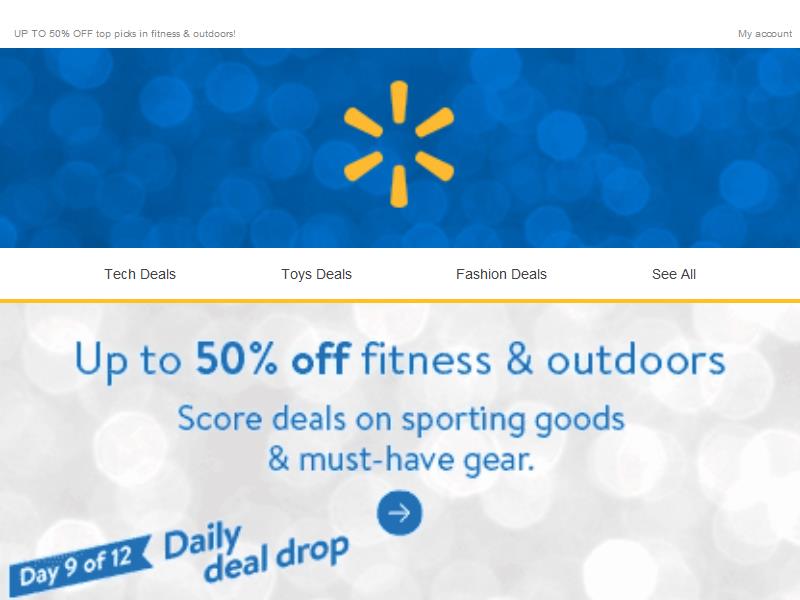 UP TO 50% OFF top picks in fitness & outdoors!
My account
Tech Deals
Toys Deals
Fashion Deals
See All
Up to 50% off fitness & outdoors
Score deals on sporting goods
& must-have gear.
Day 9 of 12
Daily
deal drop